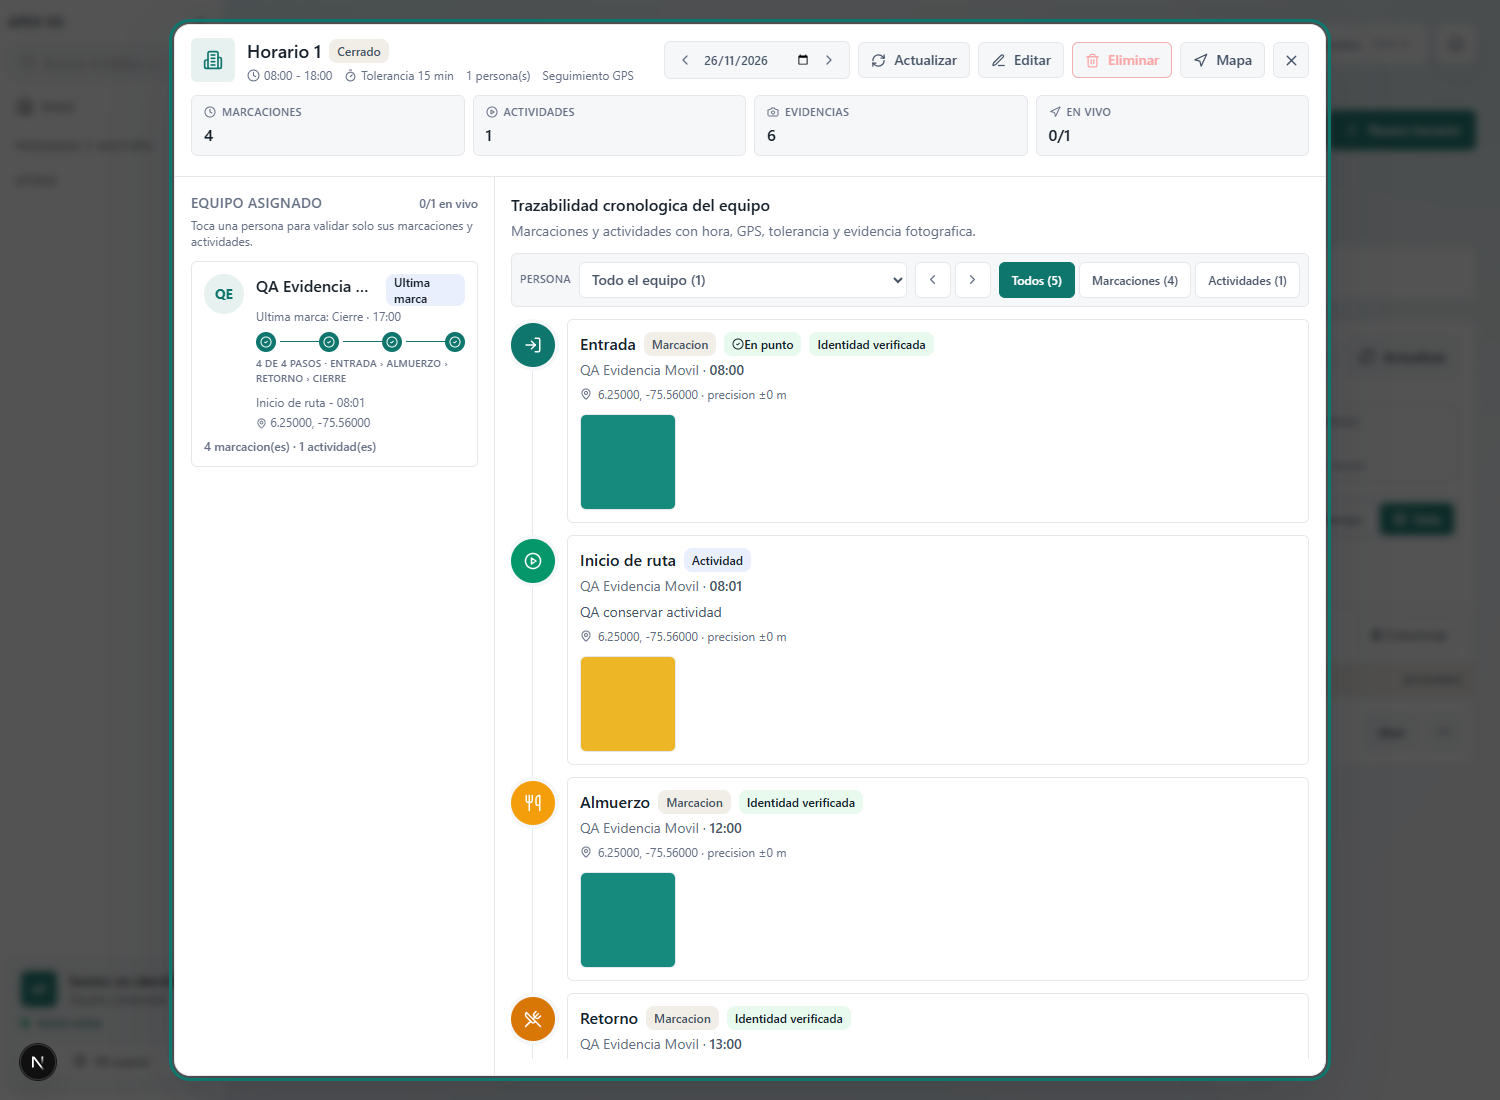 Horario 1 Cerrado
08:00 - 18:00 Tolerancia 15 min 1 persona(s) Seguimiento GPS
26/11/2026
Actualizar
Editar
Eliminar
Mapa
MARCACIONES
4
ACTIVIDADES
1
EVIDENCIAS
6
EN VIVO
0/1
EQUIPO ASIGNADO 0/1 en vivo
Toca una persona para validar solo sus marcaciones y
actividades.
QE
QA Evidencia ...
Ultima
marca
Ultima marca: Cierre · 17:00
4 DE 4 PASOS · ENTRADA › ALMUERZO ›
RETORNO › CIERRE
Inicio de ruta - 08:01
6.25000, -75.56000
4 marcacion(es) · 1 actividad(es)
Trazabilidad cronologica del equipo
Marcaciones y actividades con hora, GPS, tolerancia y evidencia fotografica.
PERSONA Todo el equipo (1) Todos (5) Marcaciones (4) Actividades (1)
Entrada Marcacion En punto Identidad verificada
QA Evidencia Movil · 08:00
6.25000, -75.56000 · precision ±0 m
Inicio de ruta Actividad
QA Evidencia Movil · 08:01
QA conservar actividad
6.25000, -75.56000 · precision ±0 m
Almuerzo Marcacion Identidad verificada
QA Evidencia Movil · 12:00
6.25000, -75.56000 · precision ±0 m
Retorno Marcacion Identidad verificada
QA Evidencia Movil · 13:00
N